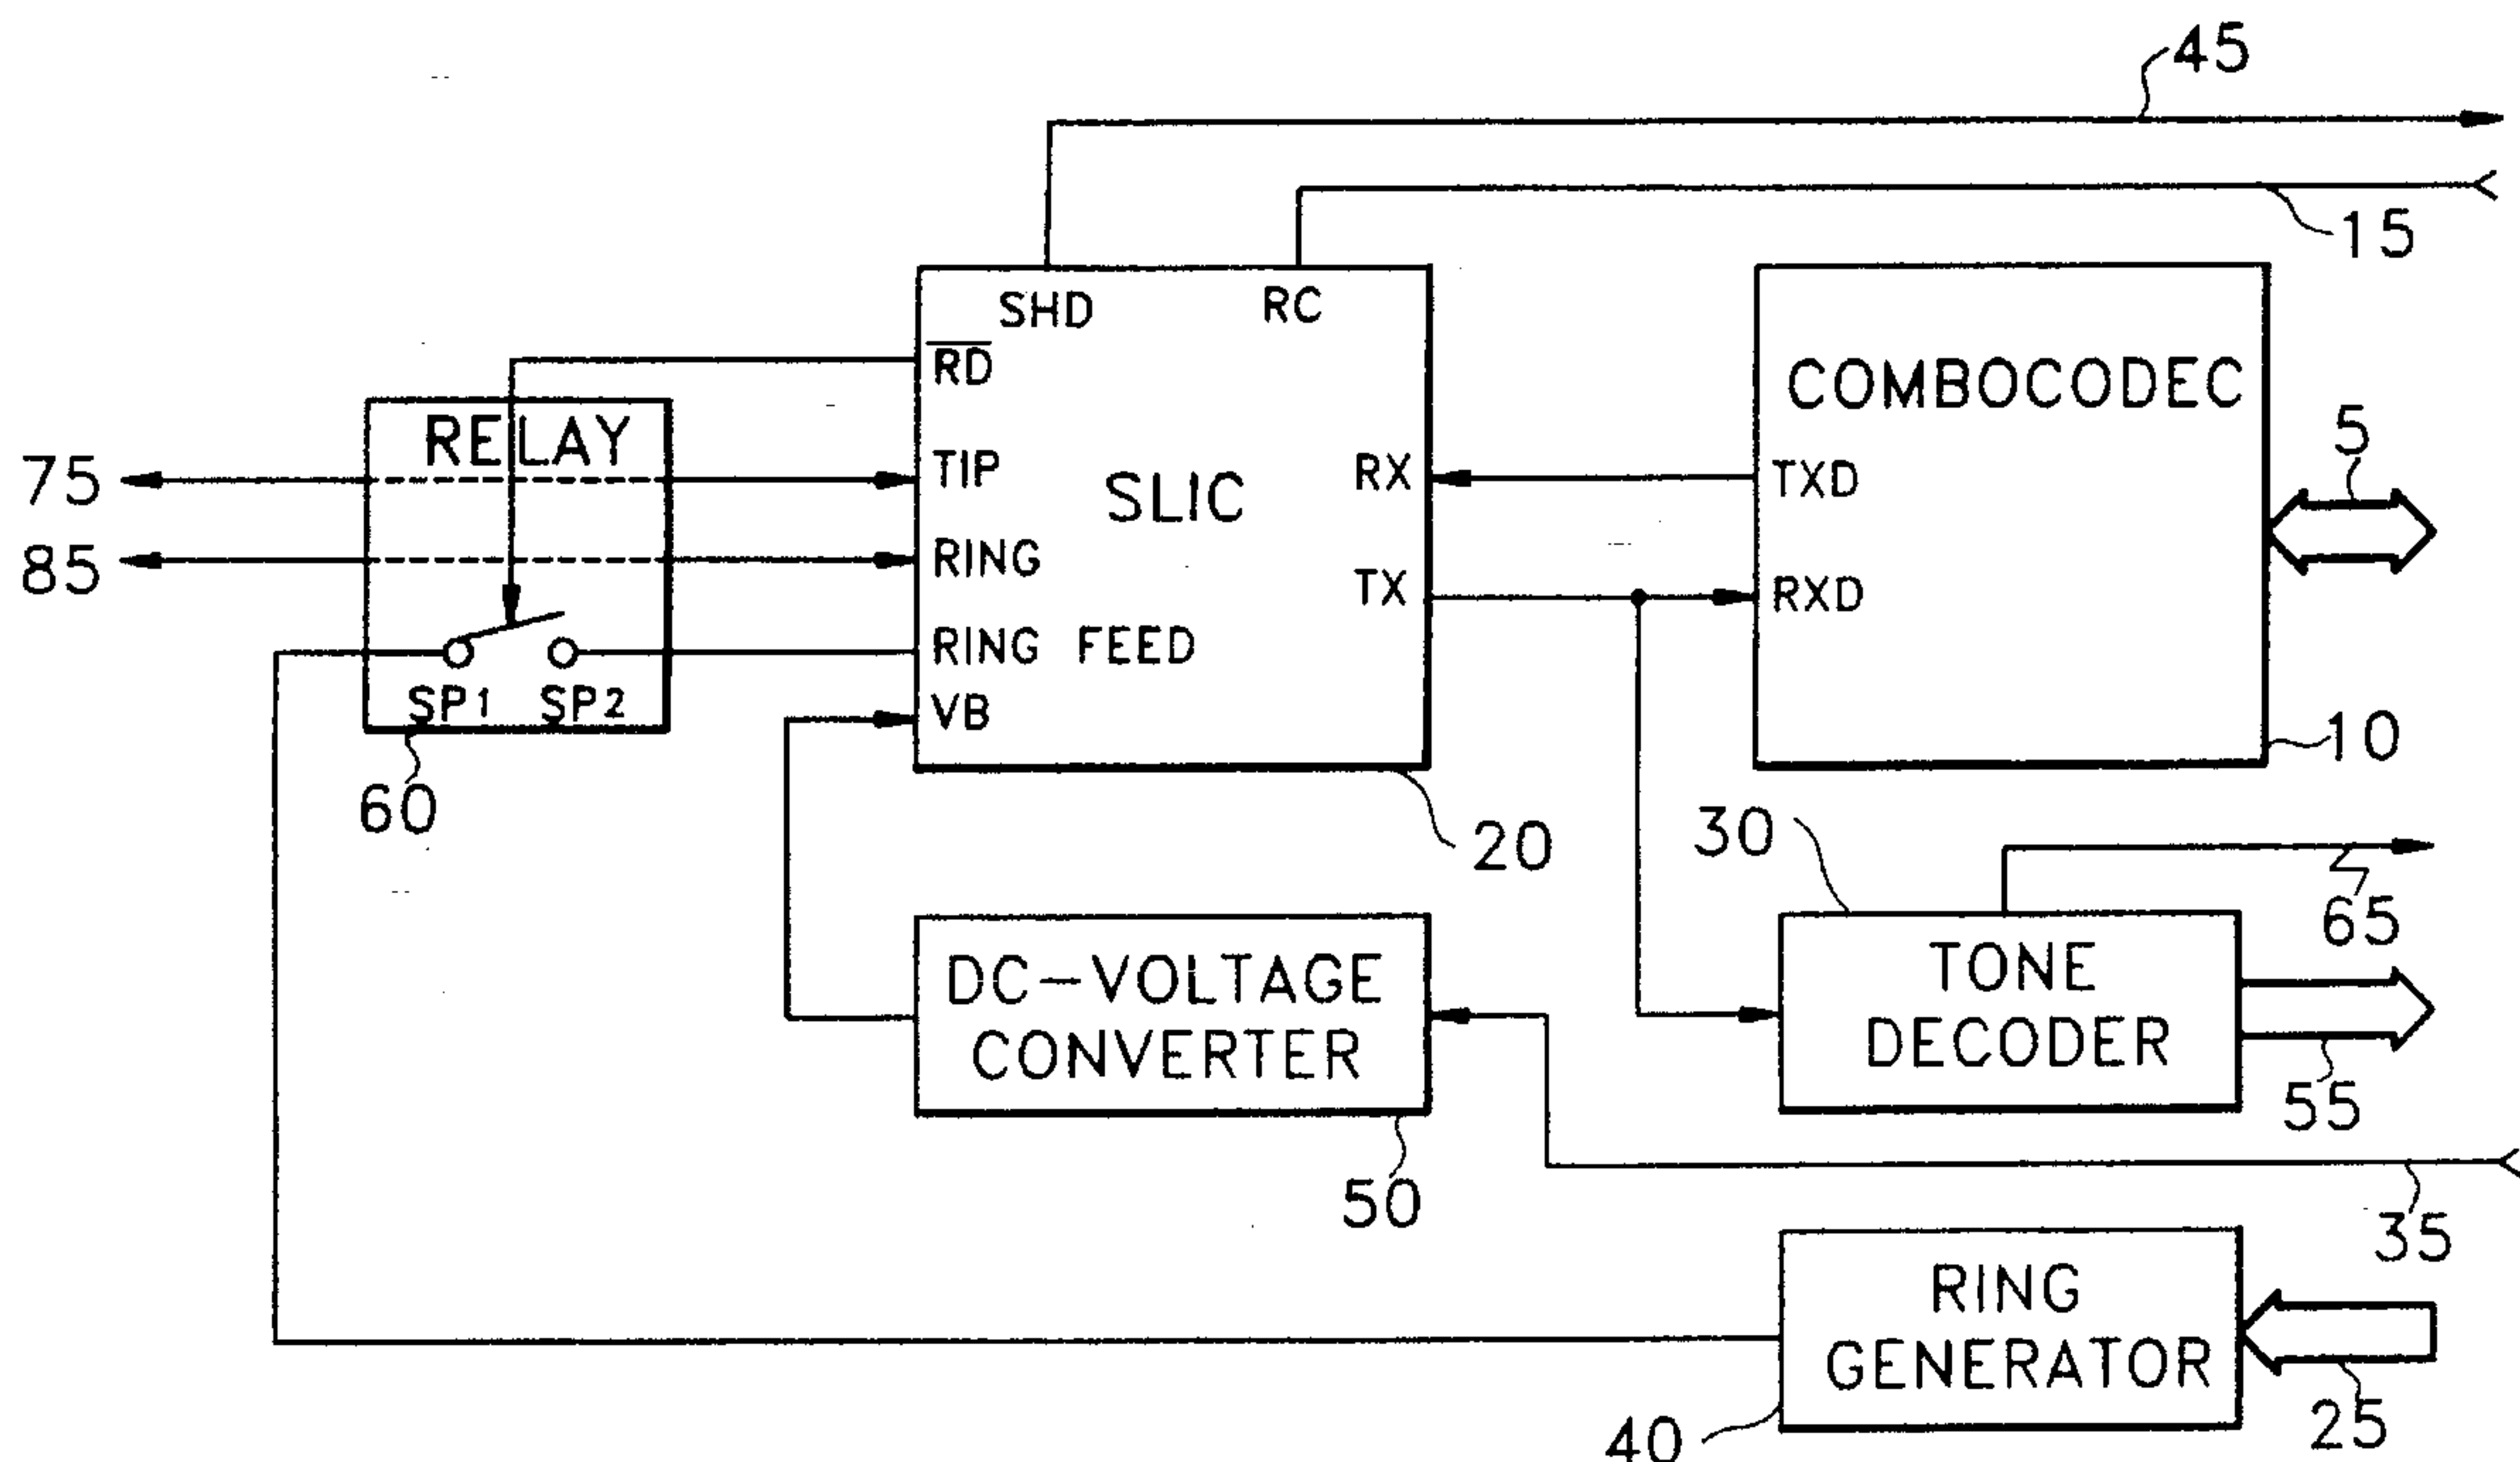 45
15
SHD RC
COMBOCODEC
R̅D̅
RELAY
5
75
TIP
SLIC
RX
TXD
85
RING
TX
RXD
RING FEED
SP1 SP2
VB
10
60
20
30
65
DC-VOLTAGE
CONVERTER
TONE
DECODER
55
50
35
RING
GENERATOR
40
25